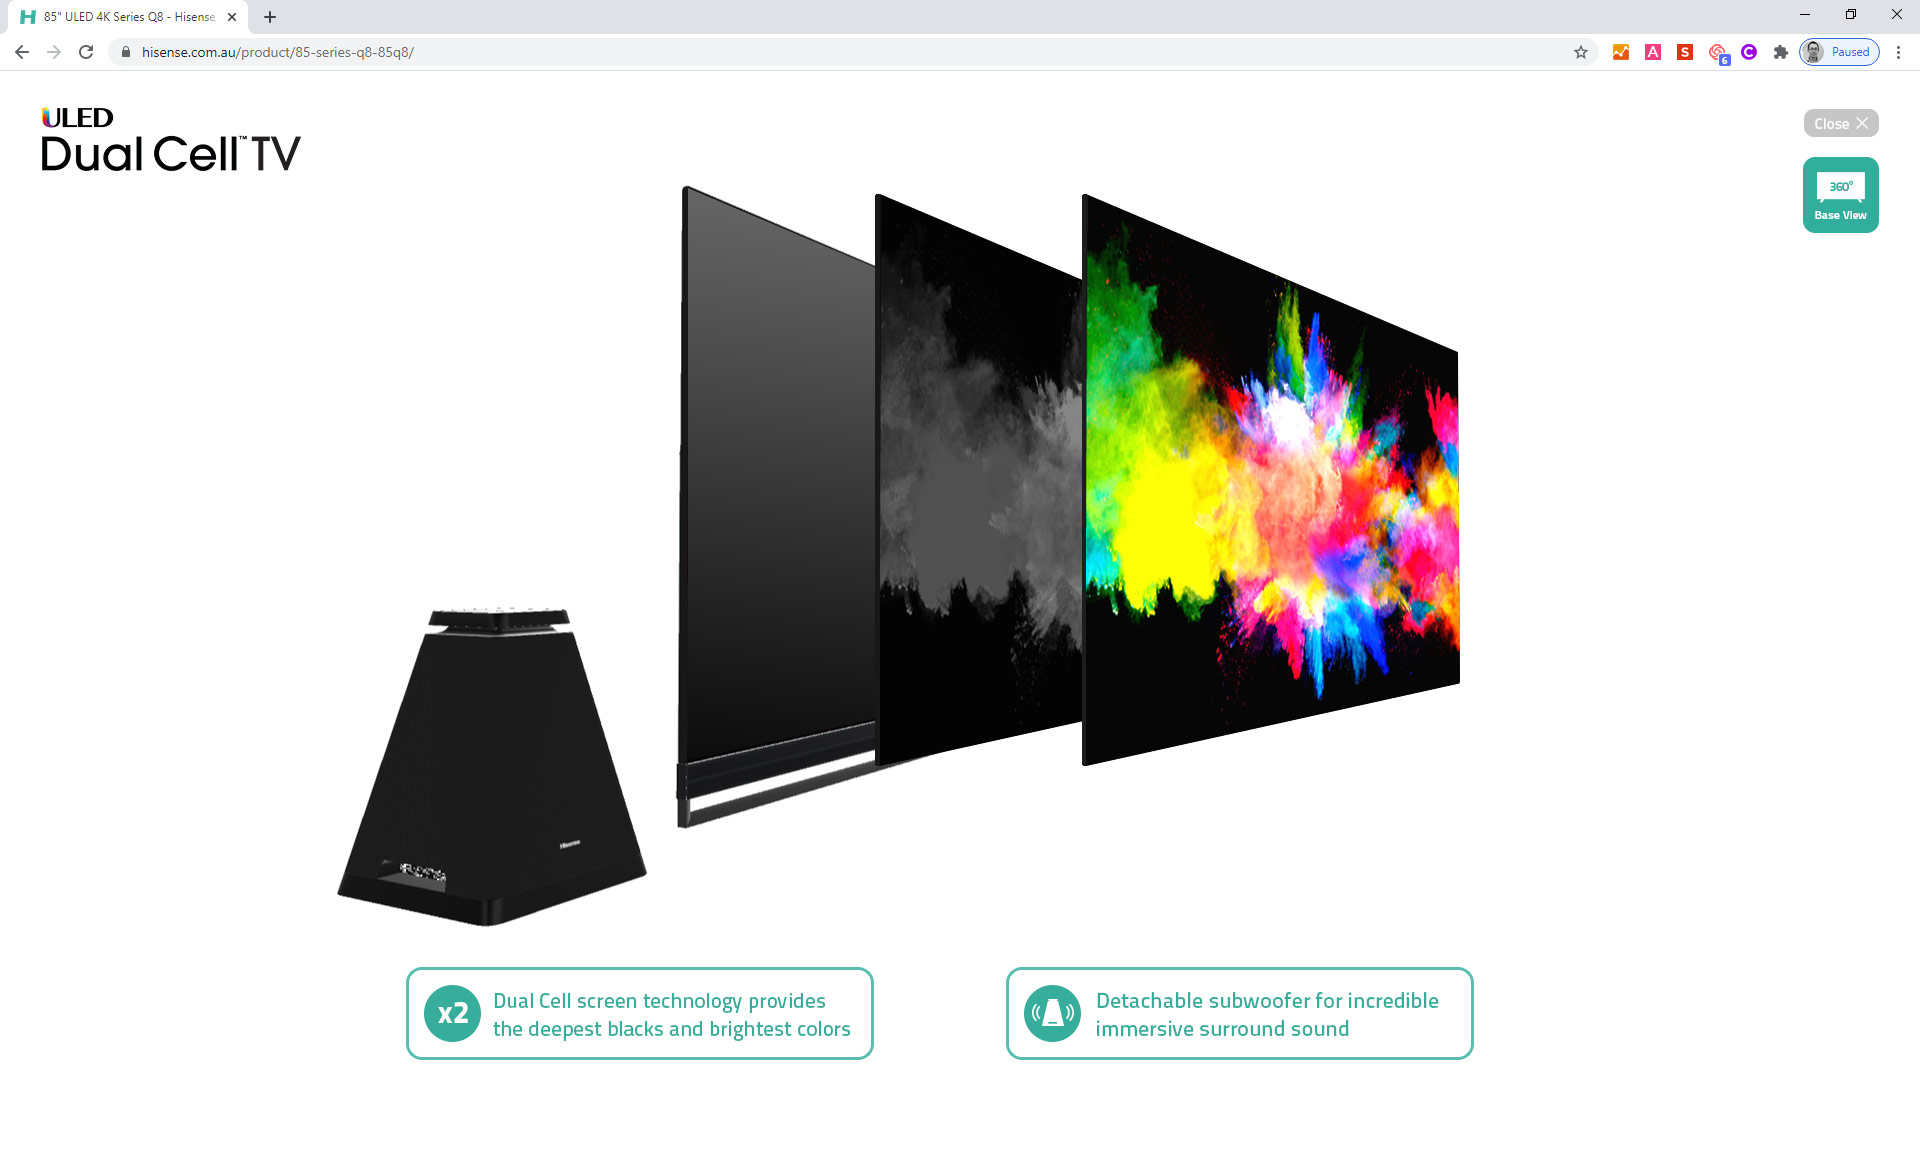 85" ULED 4K Series Q8 - Hisense
hisense.com.au/product/85-series-q8-85q8/
A
S
6
C
Paused
ULED
Dual Cell™ TV
Close
360°
Base View
Hisense
x2
Dual Cell screen technology provides
the deepest blacks and brightest colors
Detachable subwoofer for incredible
immersive surround sound